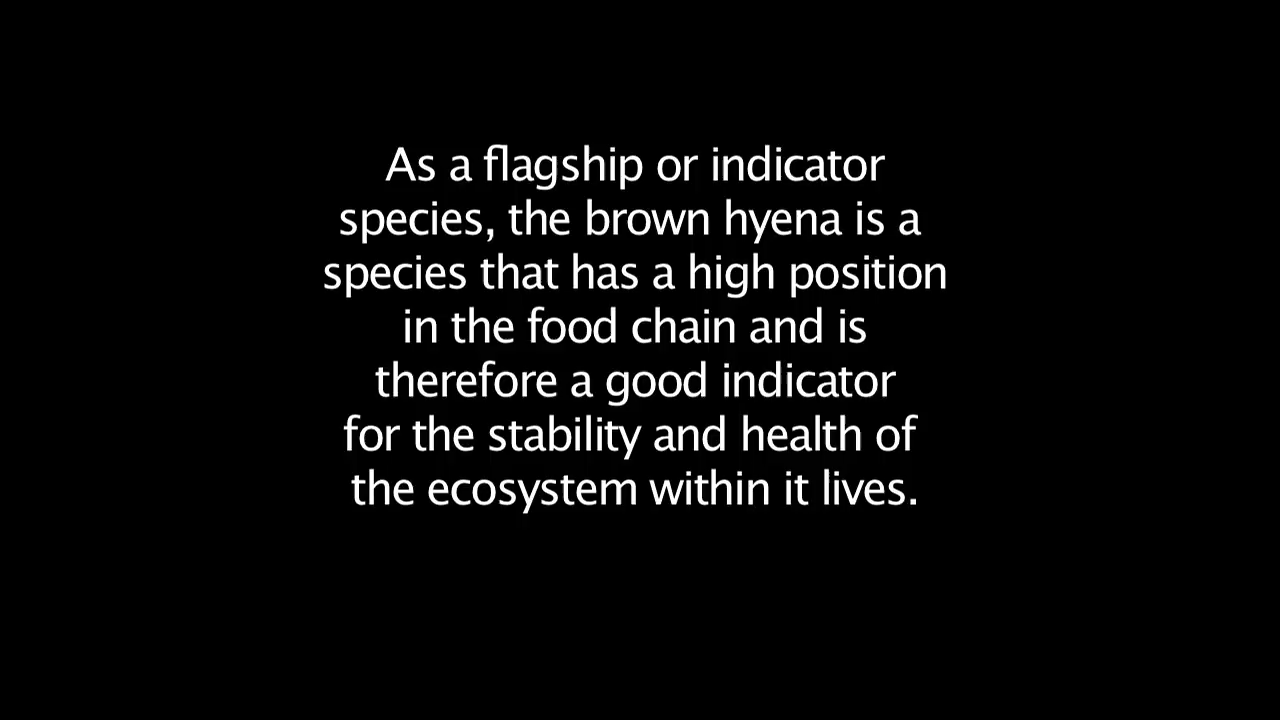 As a flagship or indicator
species, the brown hyena is a
species that has a high position
in the food chain and is
therefore a good indicator
for the stability and health of
the ecosystem within it lives.